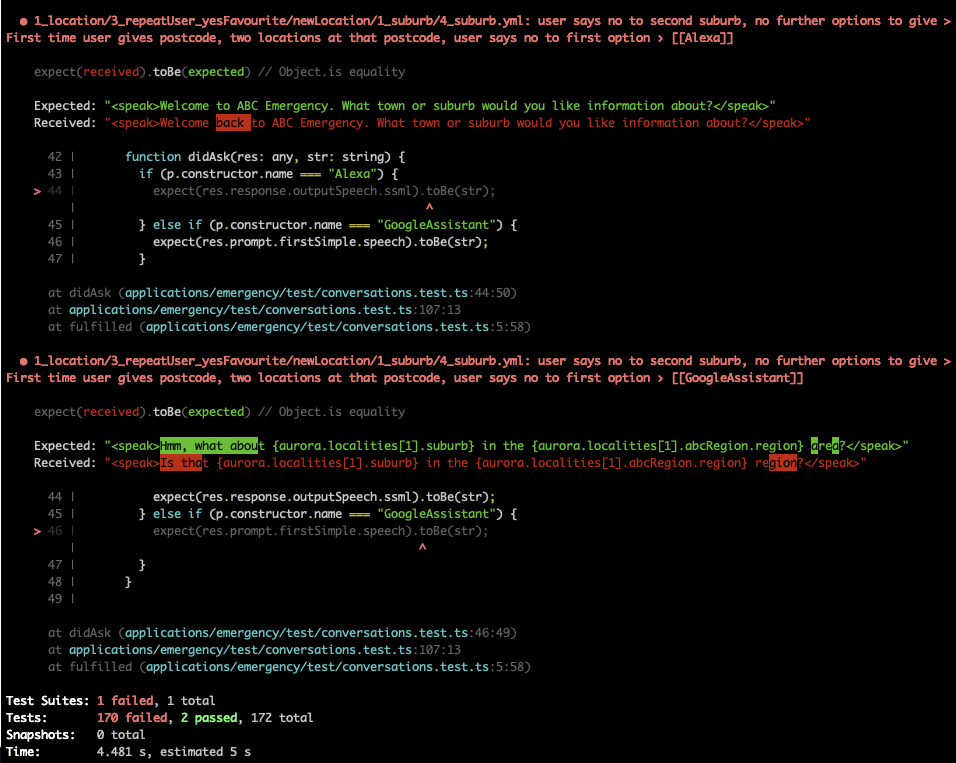 ● 1_location/3_repeatUser_yesFavourite/newLocation/1_suburb/4_suburb.yml: user says no to second suburb, no further options to give >
First time user gives postcode, two locations at that postcode, user says no to first option › [[Alexa]]
expect(received).toBe(expected) // Object.is equality
Expected: "<speak>Welcome to ABC Emergency. What town or suburb would you like information about?</speak>"
Received: "<speak>Welcome back to ABC Emergency. What town or suburb would you like information about?</speak>"
42 | function didAsk(res: any, str: string) {
43 | if (p.constructor.name === "Alexa") {
> 44 | expect(res.response.outputSpeech.ssml).toBe(str);
| ^
45 | } else if (p.constructor.name === "GoogleAssistant") {
46 | expect(res.prompt.firstSimple.speech).toBe(str);
47 | }
at didAsk (applications/emergency/test/conversations.test.ts:44:50)
at applications/emergency/test/conversations.test.ts:107:13
at fulfilled (applications/emergency/test/conversations.test.ts:5:58)
● 1_location/3_repeatUser_yesFavourite/newLocation/1_suburb/4_suburb.yml: user says no to second suburb, no further options to give >
First time user gives postcode, two locations at that postcode, user says no to first option › [[GoogleAssistant]]
expect(received).toBe(expected) // Object.is equality
Expected: "<speak>Hmm, what about {aurora.localities[1].suburb} in the {aurora.localities[1].abcRegion.region} area?</speak>"
Received: "<speak>Is that {aurora.localities[1].suburb} in the {aurora.localities[1].abcRegion.region} region?</speak>"
44 | expect(res.response.outputSpeech.ssml).toBe(str);
45 | } else if (p.constructor.name === "GoogleAssistant") {
> 46 | expect(res.prompt.firstSimple.speech).toBe(str);
| ^
47 | }
48 | }
49 |
at didAsk (applications/emergency/test/conversations.test.ts:46:49)
at applications/emergency/test/conversations.test.ts:107:13
at fulfilled (applications/emergency/test/conversations.test.ts:5:58)
Test Suites: 1 failed, 1 total
Tests: 170 failed, 2 passed, 172 total
Snapshots: 0 total
Time: 4.481 s, estimated 5 s